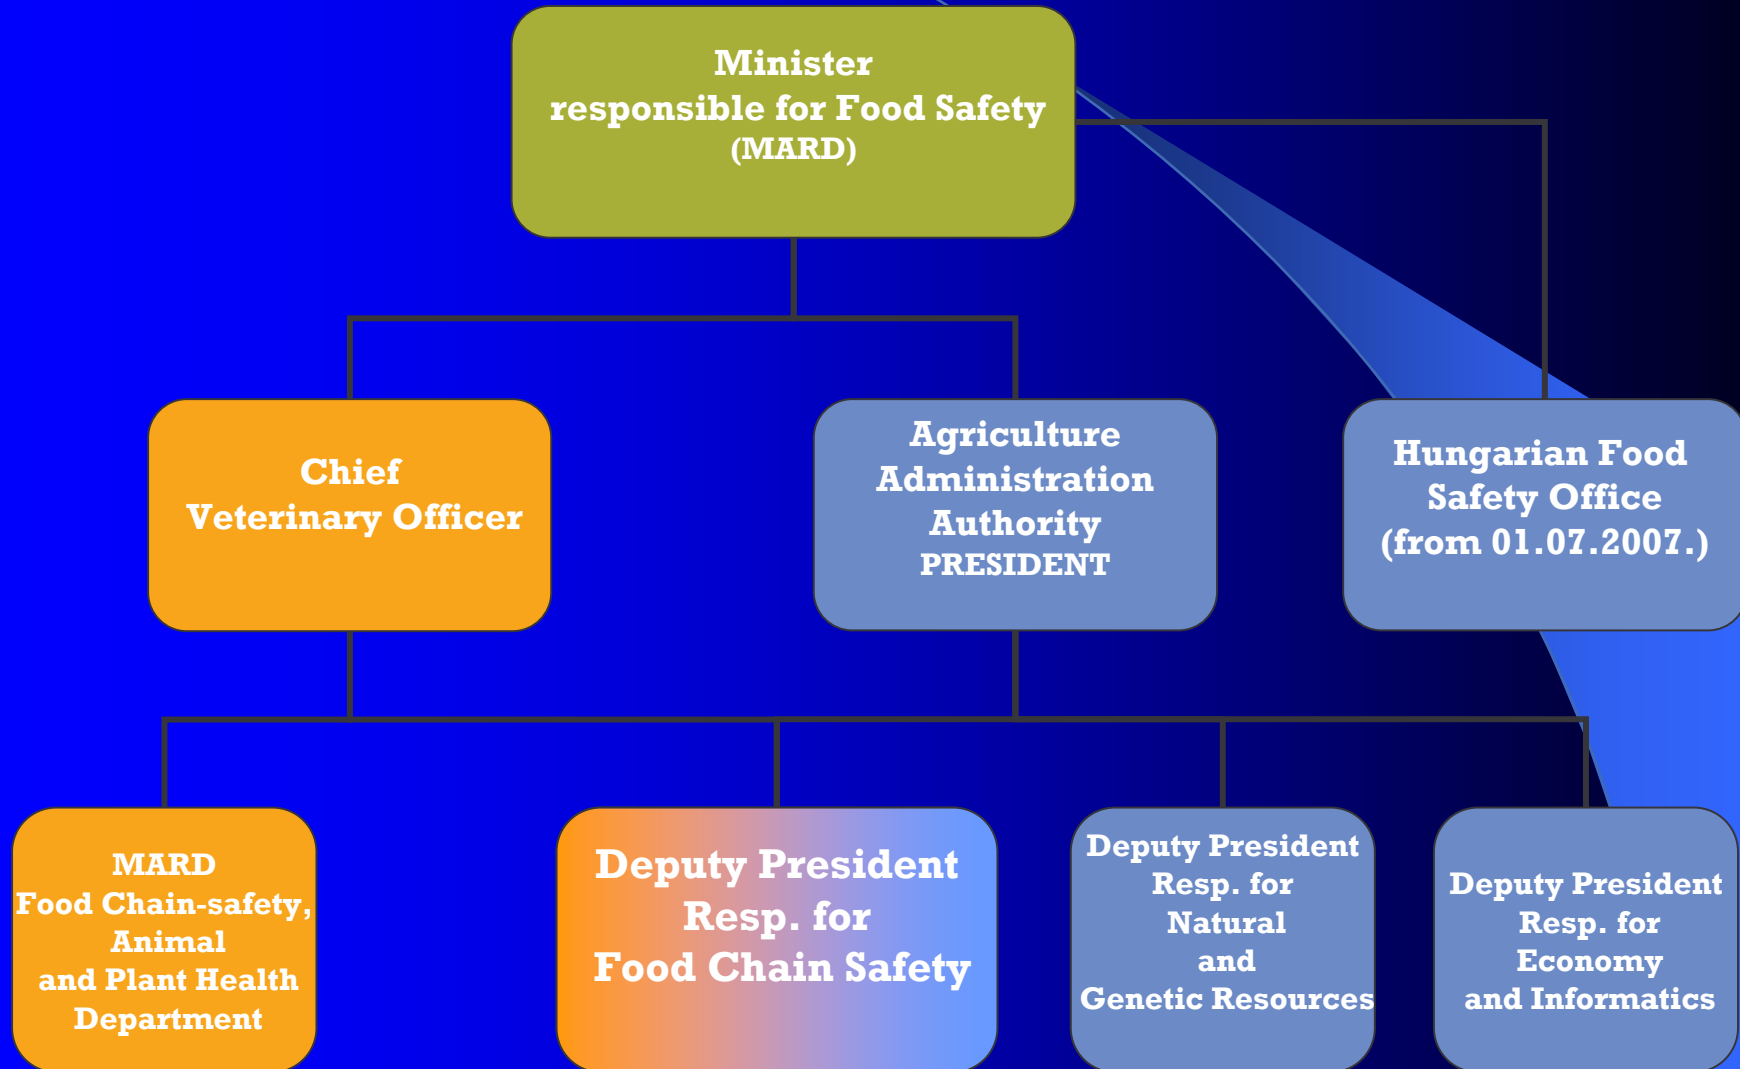 Minister
responsible for Food Safety
(MARD)
Chief
Veterinary Officer
Agriculture
Administration
Authority
PRESIDENT
Hungarian Food
Safety Office
(from 01.07.2007.)
MARD
Food Chain-safety,
Animal
and Plant Health
Department
Deputy President
Resp. for
Food Chain Safety
Deputy President
Resp. for
Natural
and
Genetic Resources
Deputy President
Resp. for
Economy
and Informatics